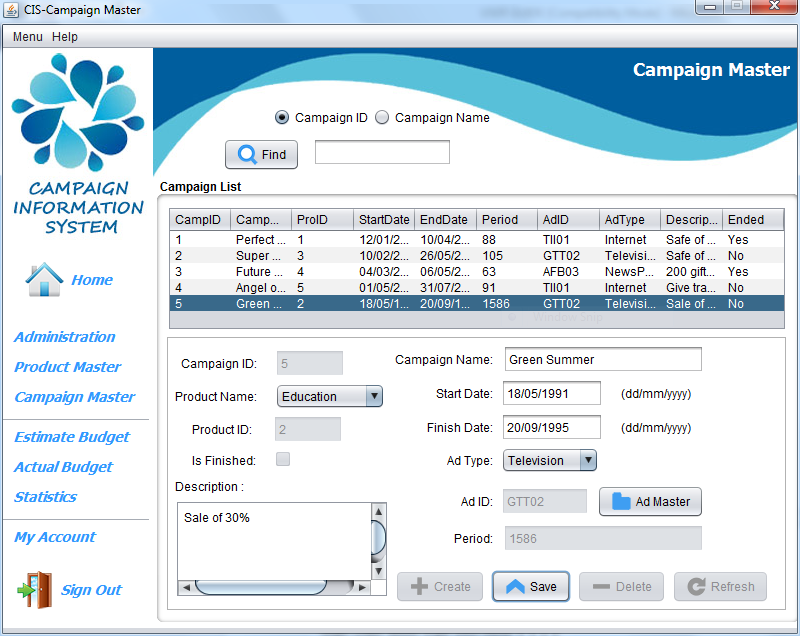 CIS-Campaign Master
Menu Help
Campaign Master
CAMPAIGN
INFORMATION
SYSTEM
Home
Administration
Product Master
Campaign Master
Estimate Budget
Actual Budget
Statistics
My Account
Sign Out
Campaign ID Campaign Name
Find
Campaign List
CampID Camp... ProID StartDate EndDate Period AdID AdType Descrip... Ended
1 Perfect ... 1 12/01/2... 10/04/2... 88 TII01 Internet Safe of ... Yes
2 Super ... 3 10/02/2... 26/05/2... 105 GTT02 Televisi... Safe of ... No
3 Future ... 4 04/03/2... 06/05/2... 63 AFB03 NewsP... 200 gift... Yes
4 Angel o... 5 01/05/2... 31/07/2... 91 TII01 Internet Give tra... No
5 Green ... 2 18/05/1... 20/09/1... 1586 GTT02 Televisi... Sale of ... No
Campaign ID: 5 Campaign Name: Green Summer
Product Name: Education Start Date: 18/05/1991 (dd/mm/yyyy)
Product ID: 2 Finish Date: 20/09/1995 (dd/mm/yyyy)
Is Finished: Ad Type: Television
Description : Ad ID: GTT02 Ad Master
Sale of 30% Period: 1586
Create Save Delete Refresh